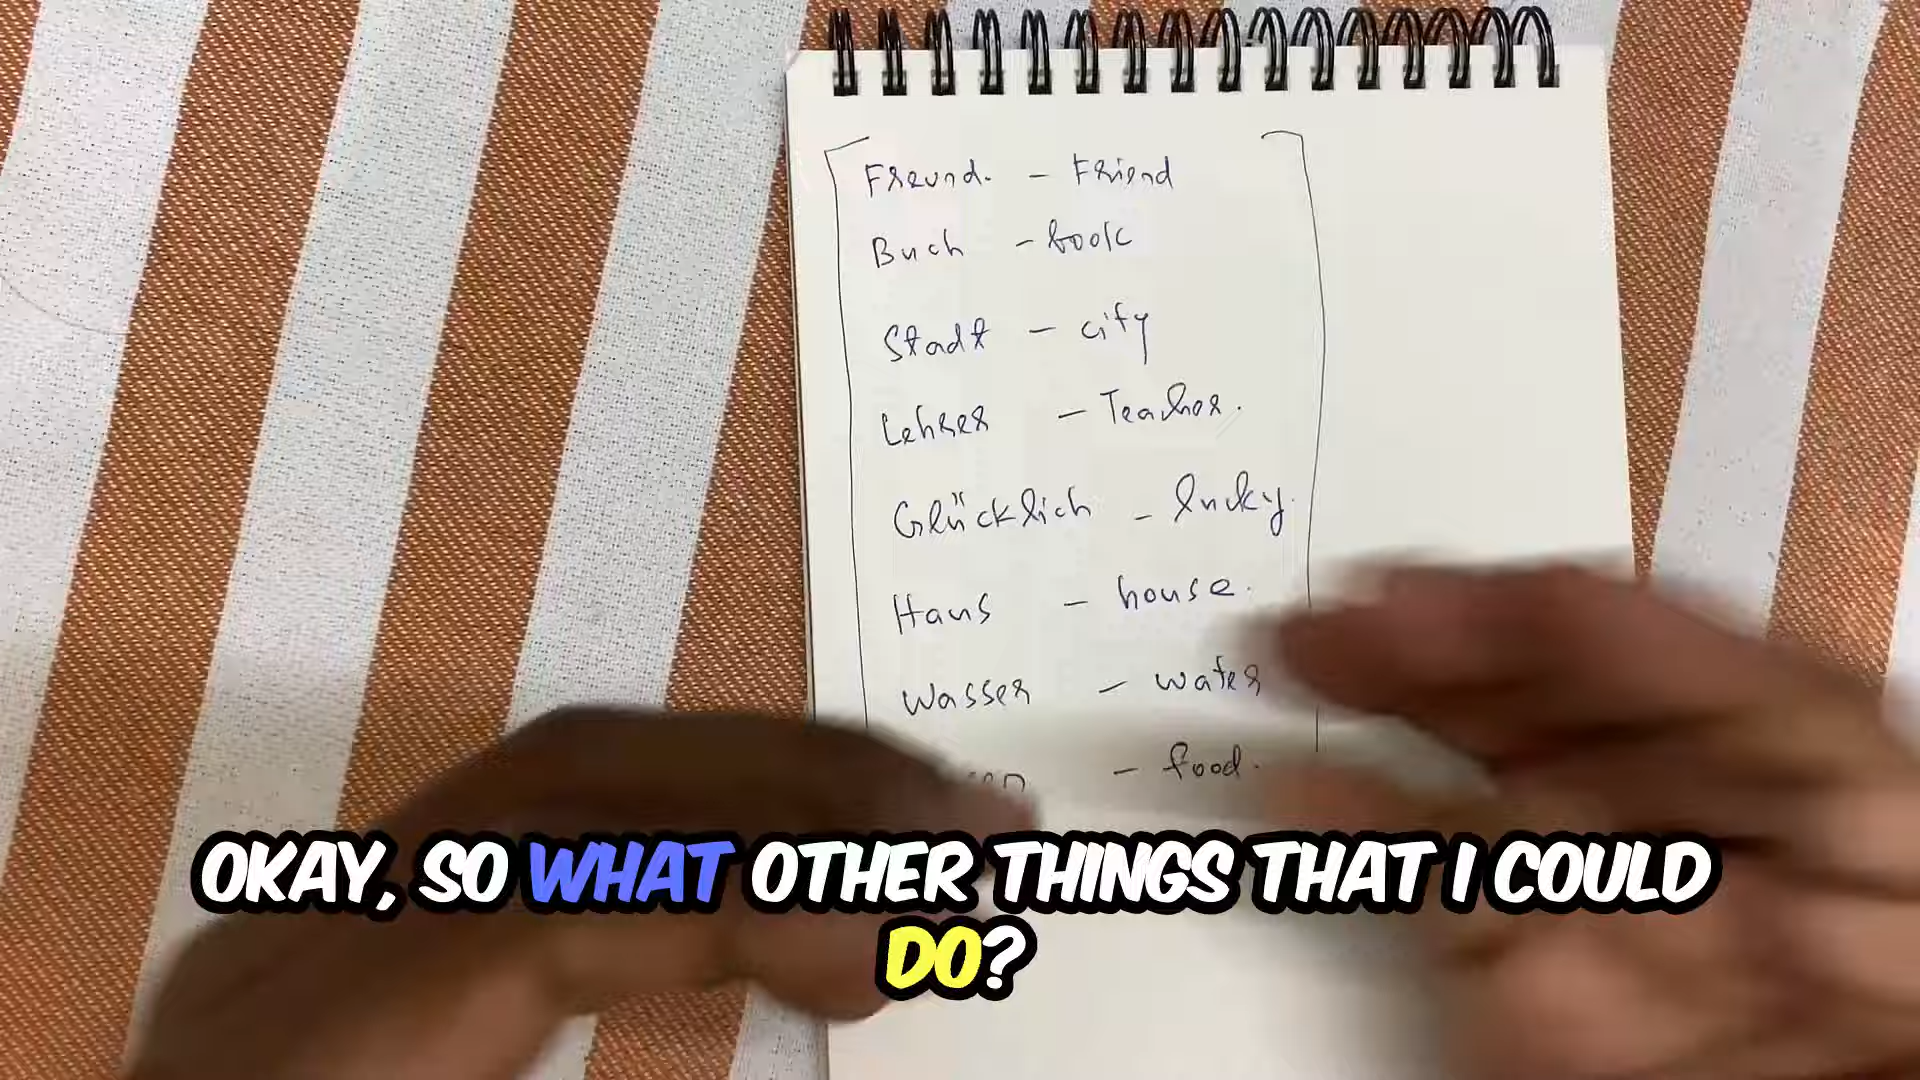 Freund. - Friend
Buch - book
Stadt - city
Lehrer - Teacher.
Glücklich - lucky.
Haus - house.
Wasser - water
- food.
OKAY, SO WHAT OTHER THINGS THAT I COULD
DO?